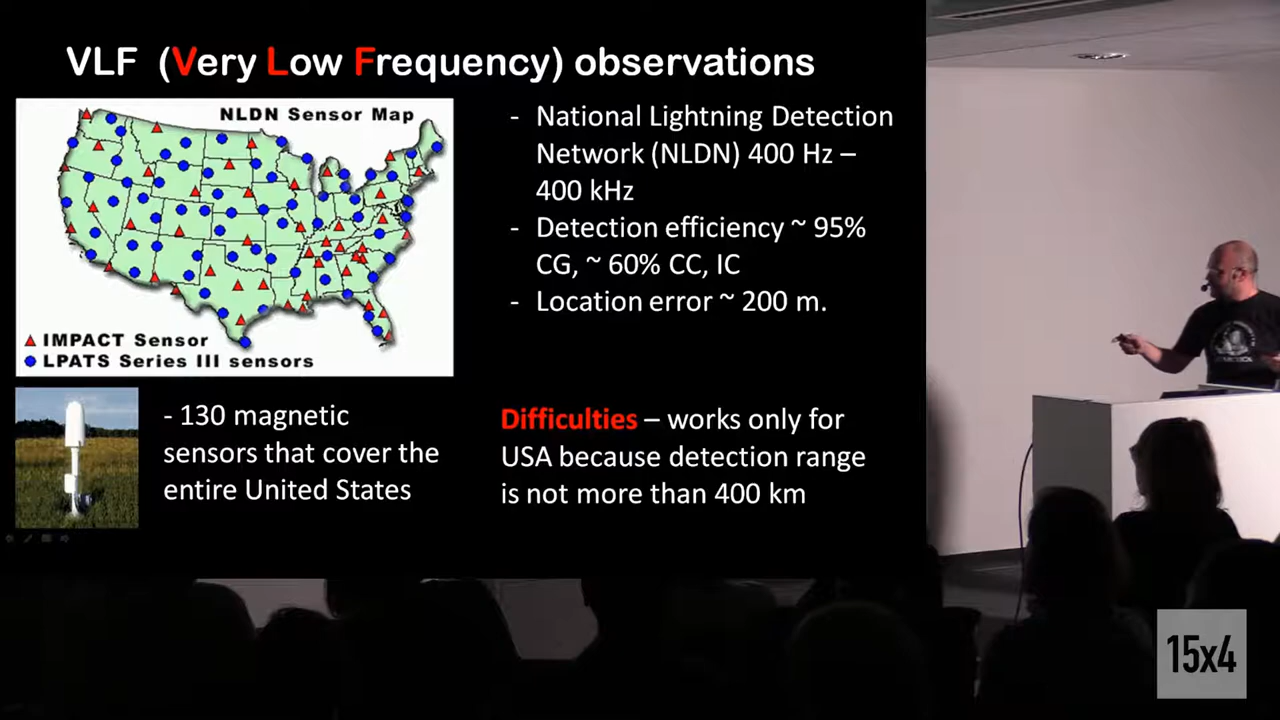 VLF (Very Low Frequency) observations
NLDN Sensor Map
IMPACT Sensor
LPATS Series III sensors
- National Lightning Detection
Network (NLDN) 400 Hz –
400 kHz
- Detection efficiency ~ 95%
CG, ~ 60% CC, IC
- Location error ~ 200 m.
- 130 magnetic
sensors that cover the
entire United States
Difficulties – works only for
USA because detection range
is not more than 400 km
15x4